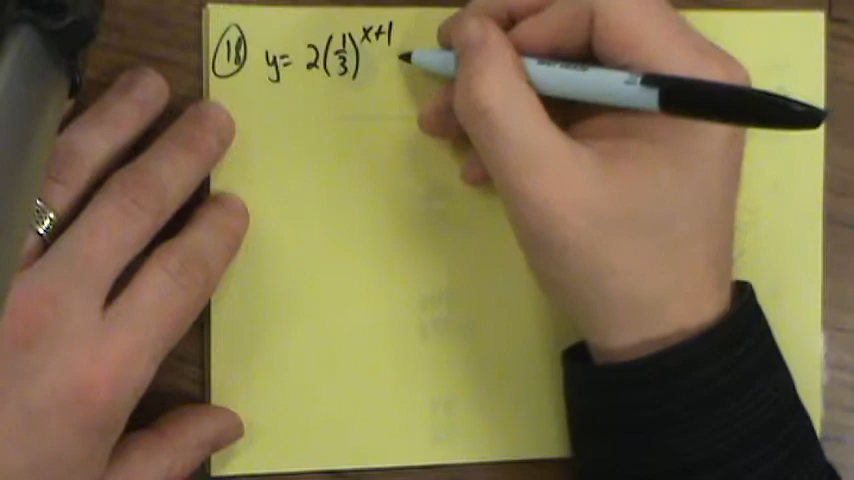 18 y = 2(1/3)^(x+1)